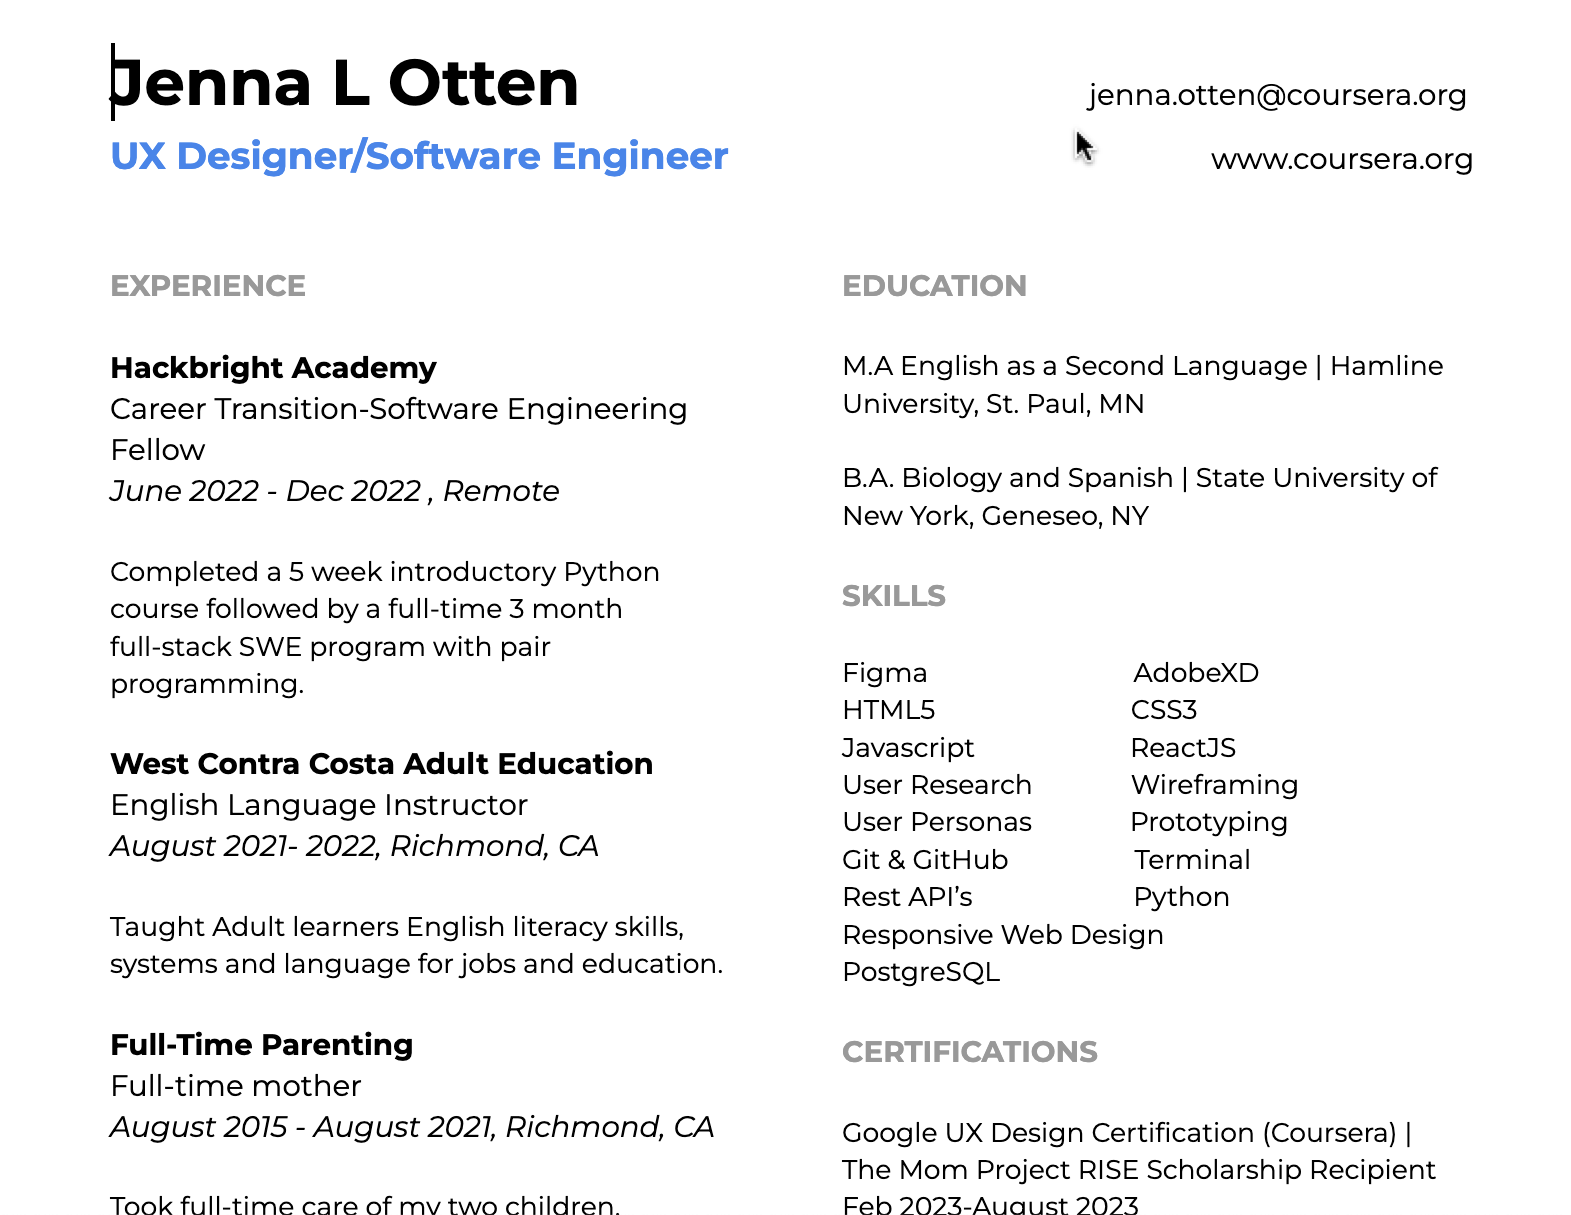 Jenna L Otten
UX Designer/Software Engineer
jenna.otten@coursera.org
www.coursera.org
EXPERIENCE
Hackbright Academy
Career Transition-Software Engineering
Fellow
June 2022 - Dec 2022 , Remote
Completed a 5 week introductory Python
course followed by a full-time 3 month
full-stack SWE program with pair
programming.
West Contra Costa Adult Education
English Language Instructor
August 2021- 2022, Richmond, CA
Taught Adult learners English literacy skills,
systems and language for jobs and education.
Full-Time Parenting
Full-time mother
August 2015 - August 2021, Richmond, CA
Took full-time care of my two children.
EDUCATION
M.A English as a Second Language | Hamline
University, St. Paul, MN
B.A. Biology and Spanish | State University of
New York, Geneseo, NY
SKILLS
Figma AdobeXD
HTML5 CSS3
Javascript ReactJS
User Research Wireframing
User Personas Prototyping
Git & GitHub Terminal
Rest API’s Python
Responsive Web Design
PostgreSQL
CERTIFICATIONS
Google UX Design Certification (Coursera) |
The Mom Project RISE Scholarship Recipient
Feb 2023-August 2023